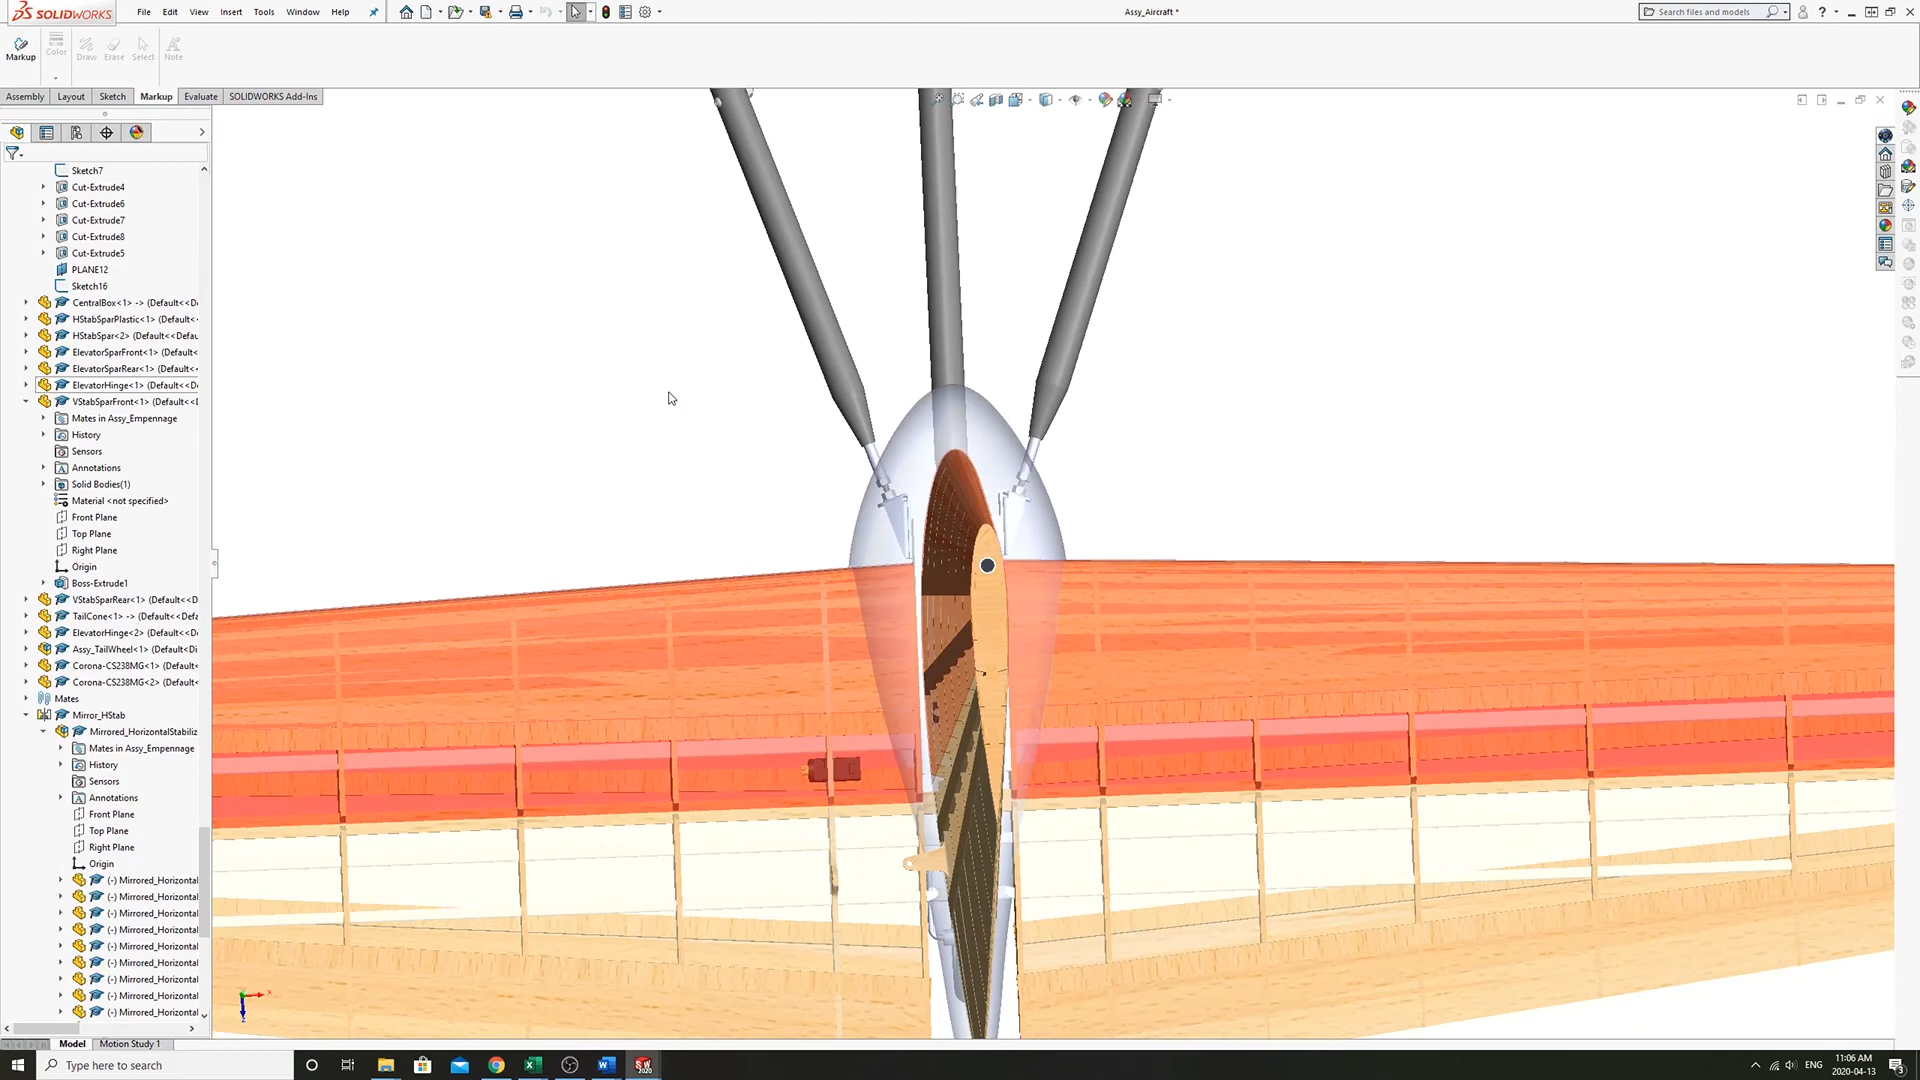 SOLIDWORKS File Edit View Insert Tools Window Help Assy_Aircraft * Search files and models ?
Markup Color Draw Erase Select Note
Assembly Layout Sketch Markup Evaluate SOLIDWORKS Add-Ins
Sketch7
Cut-Extrude4
Cut-Extrude6
Cut-Extrude7
Cut-Extrude8
Cut-Extrude5
PLANE12
Sketch16
CentralBox<1> -> (Default<<D
HStabSparPlastic<1> (Default<
HStabSpar<2> (Default<<Defau
ElevatorSparFront<1> (Default<
ElevatorSparRear<1> (Default<
ElevatorHinge<1> (Default<<D
VStabSparFront<1> (Default<<D
Mates in Assy_Empennage
History
Sensors
Annotations
Solid Bodies(1)
Material <not specified>
Front Plane
Top Plane
Right Plane
Origin
Boss-Extrude1
VStabSparRear<1> (Default<<D
TailCone<1> -> (Default<<Defa
ElevatorHinge<2> (Default<<D
Assy_TailWheel<1> (Default<Di
Corona-CS238MG<1> (Default<
Corona-CS238MG<2> (Default<
Mates
Mirror_HStab
Mirrored_HorizontalStabiliz
Mates in Assy_Empennage
History
Sensors
Annotations
Front Plane
Top Plane
Right Plane
Origin
(-) Mirrored_Horizontal
(-) Mirrored_Horizontal
(-) Mirrored_Horizontal
(-) Mirrored_Horizontal
(-) Mirrored_Horizontal
(-) Mirrored_Horizontal
(-) Mirrored_Horizontal
(-) Mirrored_Horizontal
(-) Mirrored_Horizontal
Model Motion Study 1
Type here to search ENG 11:06 AM
2020-04-13